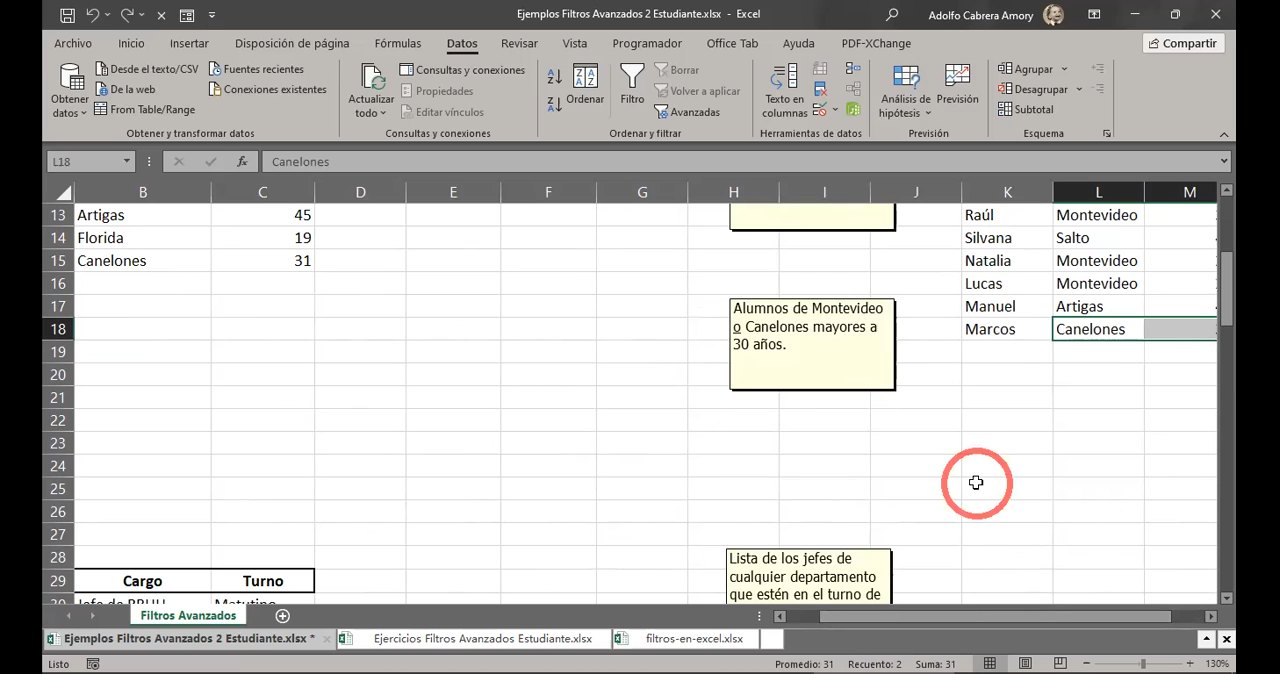 Ejemplos Filtros Avanzados 2 Estudiante.xlsx - Excel
Adolfo Cabrera Amory
Archivo Inicio Insertar Disposición de página Fórmulas Datos Revisar Vista Programador Office Tab Ayuda PDF-XChange Compartir
Obtener datos
Desde el texto/CSV
De la web
From Table/Range
Fuentes recientes
Conexiones existentes
Obtener y transformar datos
Actualizar todo
Consultas y conexiones
Propiedades
Editar vínculos
Consultas y conexiones
Ordenar
Filtro
Borrar
Volver a aplicar
Avanzadas
Ordenar y filtrar
Texto en columnas
Herramientas de datos
Análisis de hipótesis
Previsión
Previsión
Agrupar
Desagrupar
Subtotal
Esquema
L18 fx Canelones
B C D E F G H I J K L M
13 Artigas 45 Raúl Montevideo
14 Florida 19 Silvana Salto
15 Canelones 31 Natalia Montevideo
16 Lucas Montevideo
17 Manuel Artigas
18 Marcos Canelones
19
20
21
22
23
24
25
26
27
28
29 Cargo Turno
Alumnos de Montevideo
o Canelones mayores a
30 años.
Lista de los jefes de
cualquier departamento
que estén en el turno de
30 Jefa de RRHH Matutino
Filtros Avanzados
Ejemplos Filtros Avanzados 2 Estudiante.xlsx * Ejercicios Filtros Avanzados Estudiante.xlsx filtros-en-excel.xlsx
Listo Promedio: 31 Recuento: 2 Suma: 31 130%